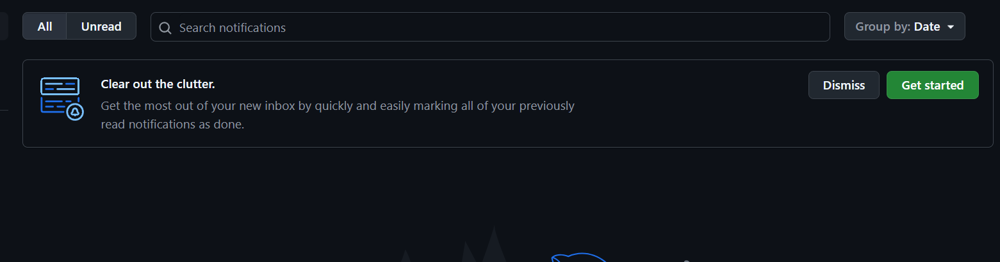 All
Unread
Search notifications
Group by: Date
Clear out the clutter.
Get the most out of your new inbox by quickly and easily marking all of your previously
read notifications as done.
Dismiss
Get started